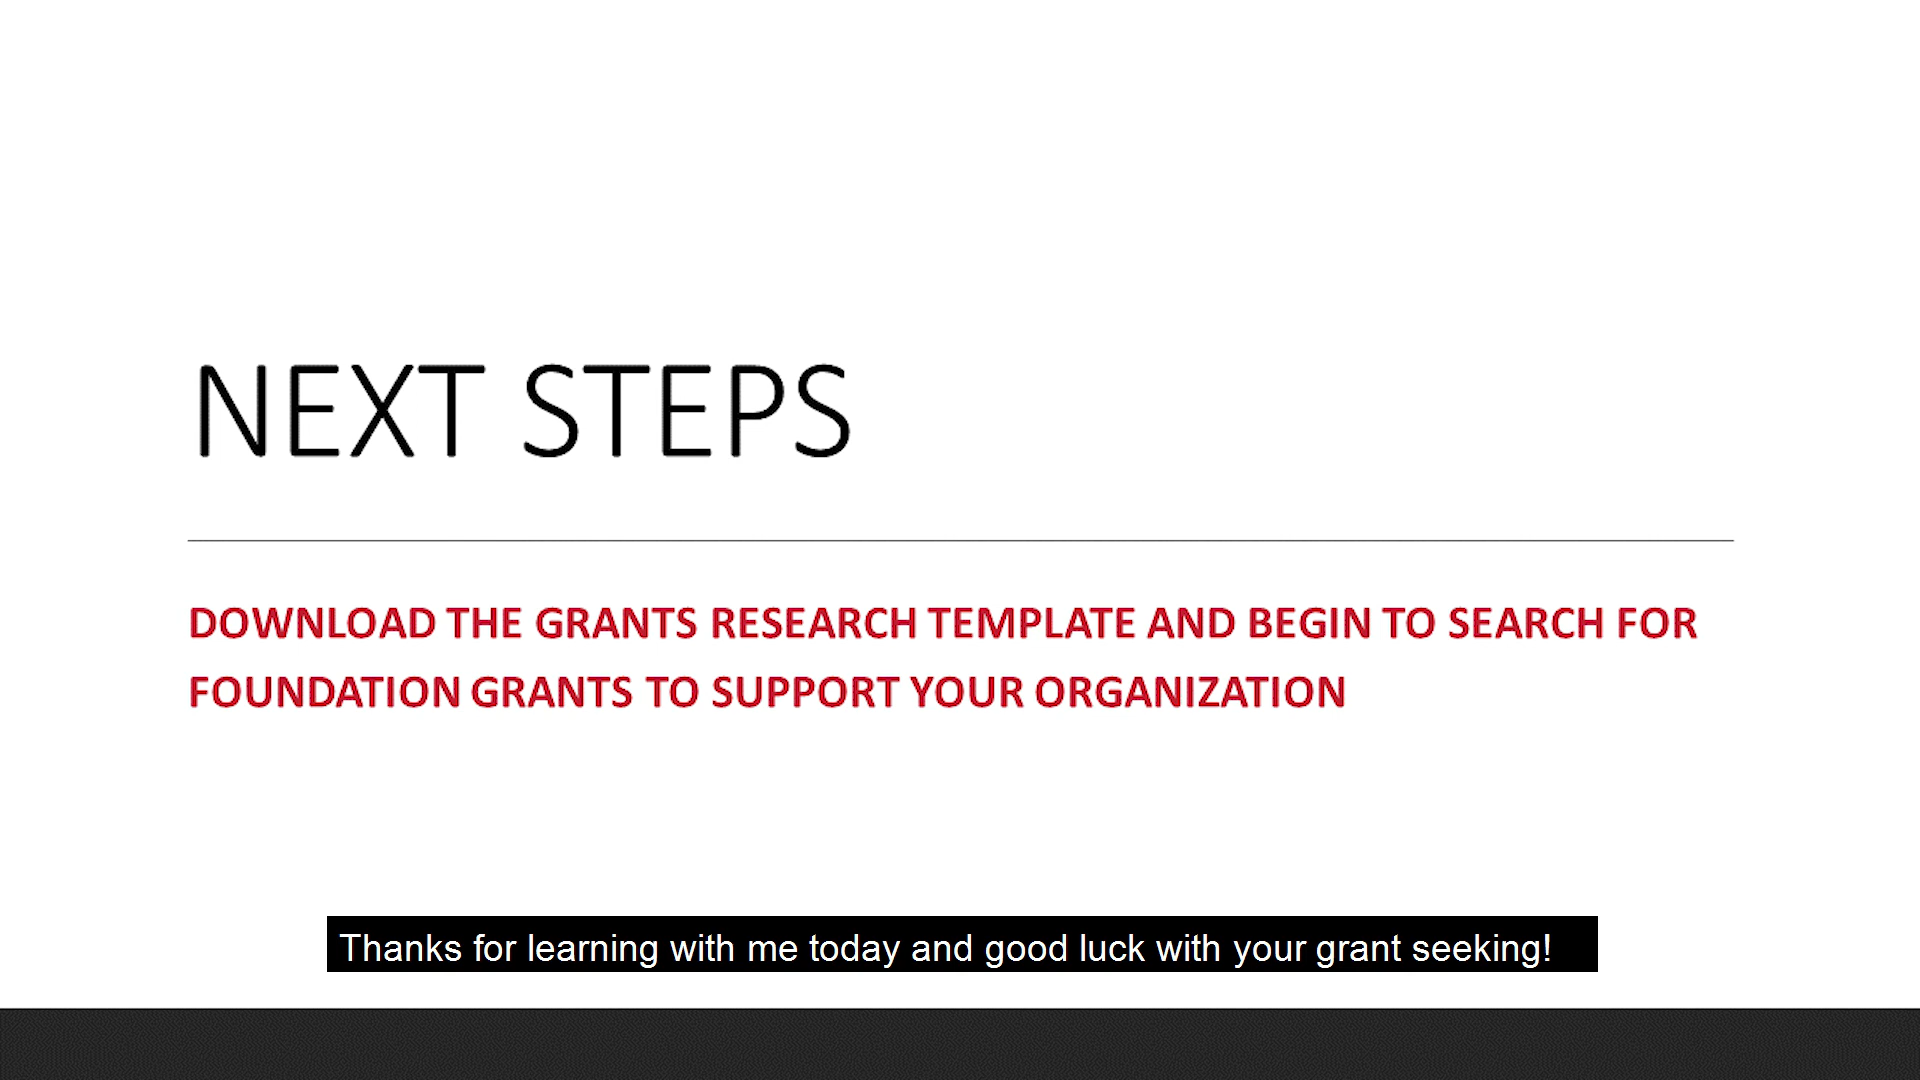 NEXT STEPS
DOWNLOAD THE GRANTS RESEARCH TEMPLATE AND BEGIN TO SEARCH FOR
FOUNDATION GRANTS TO SUPPORT YOUR ORGANIZATION
Thanks for learning with me today and good luck with your grant seeking!